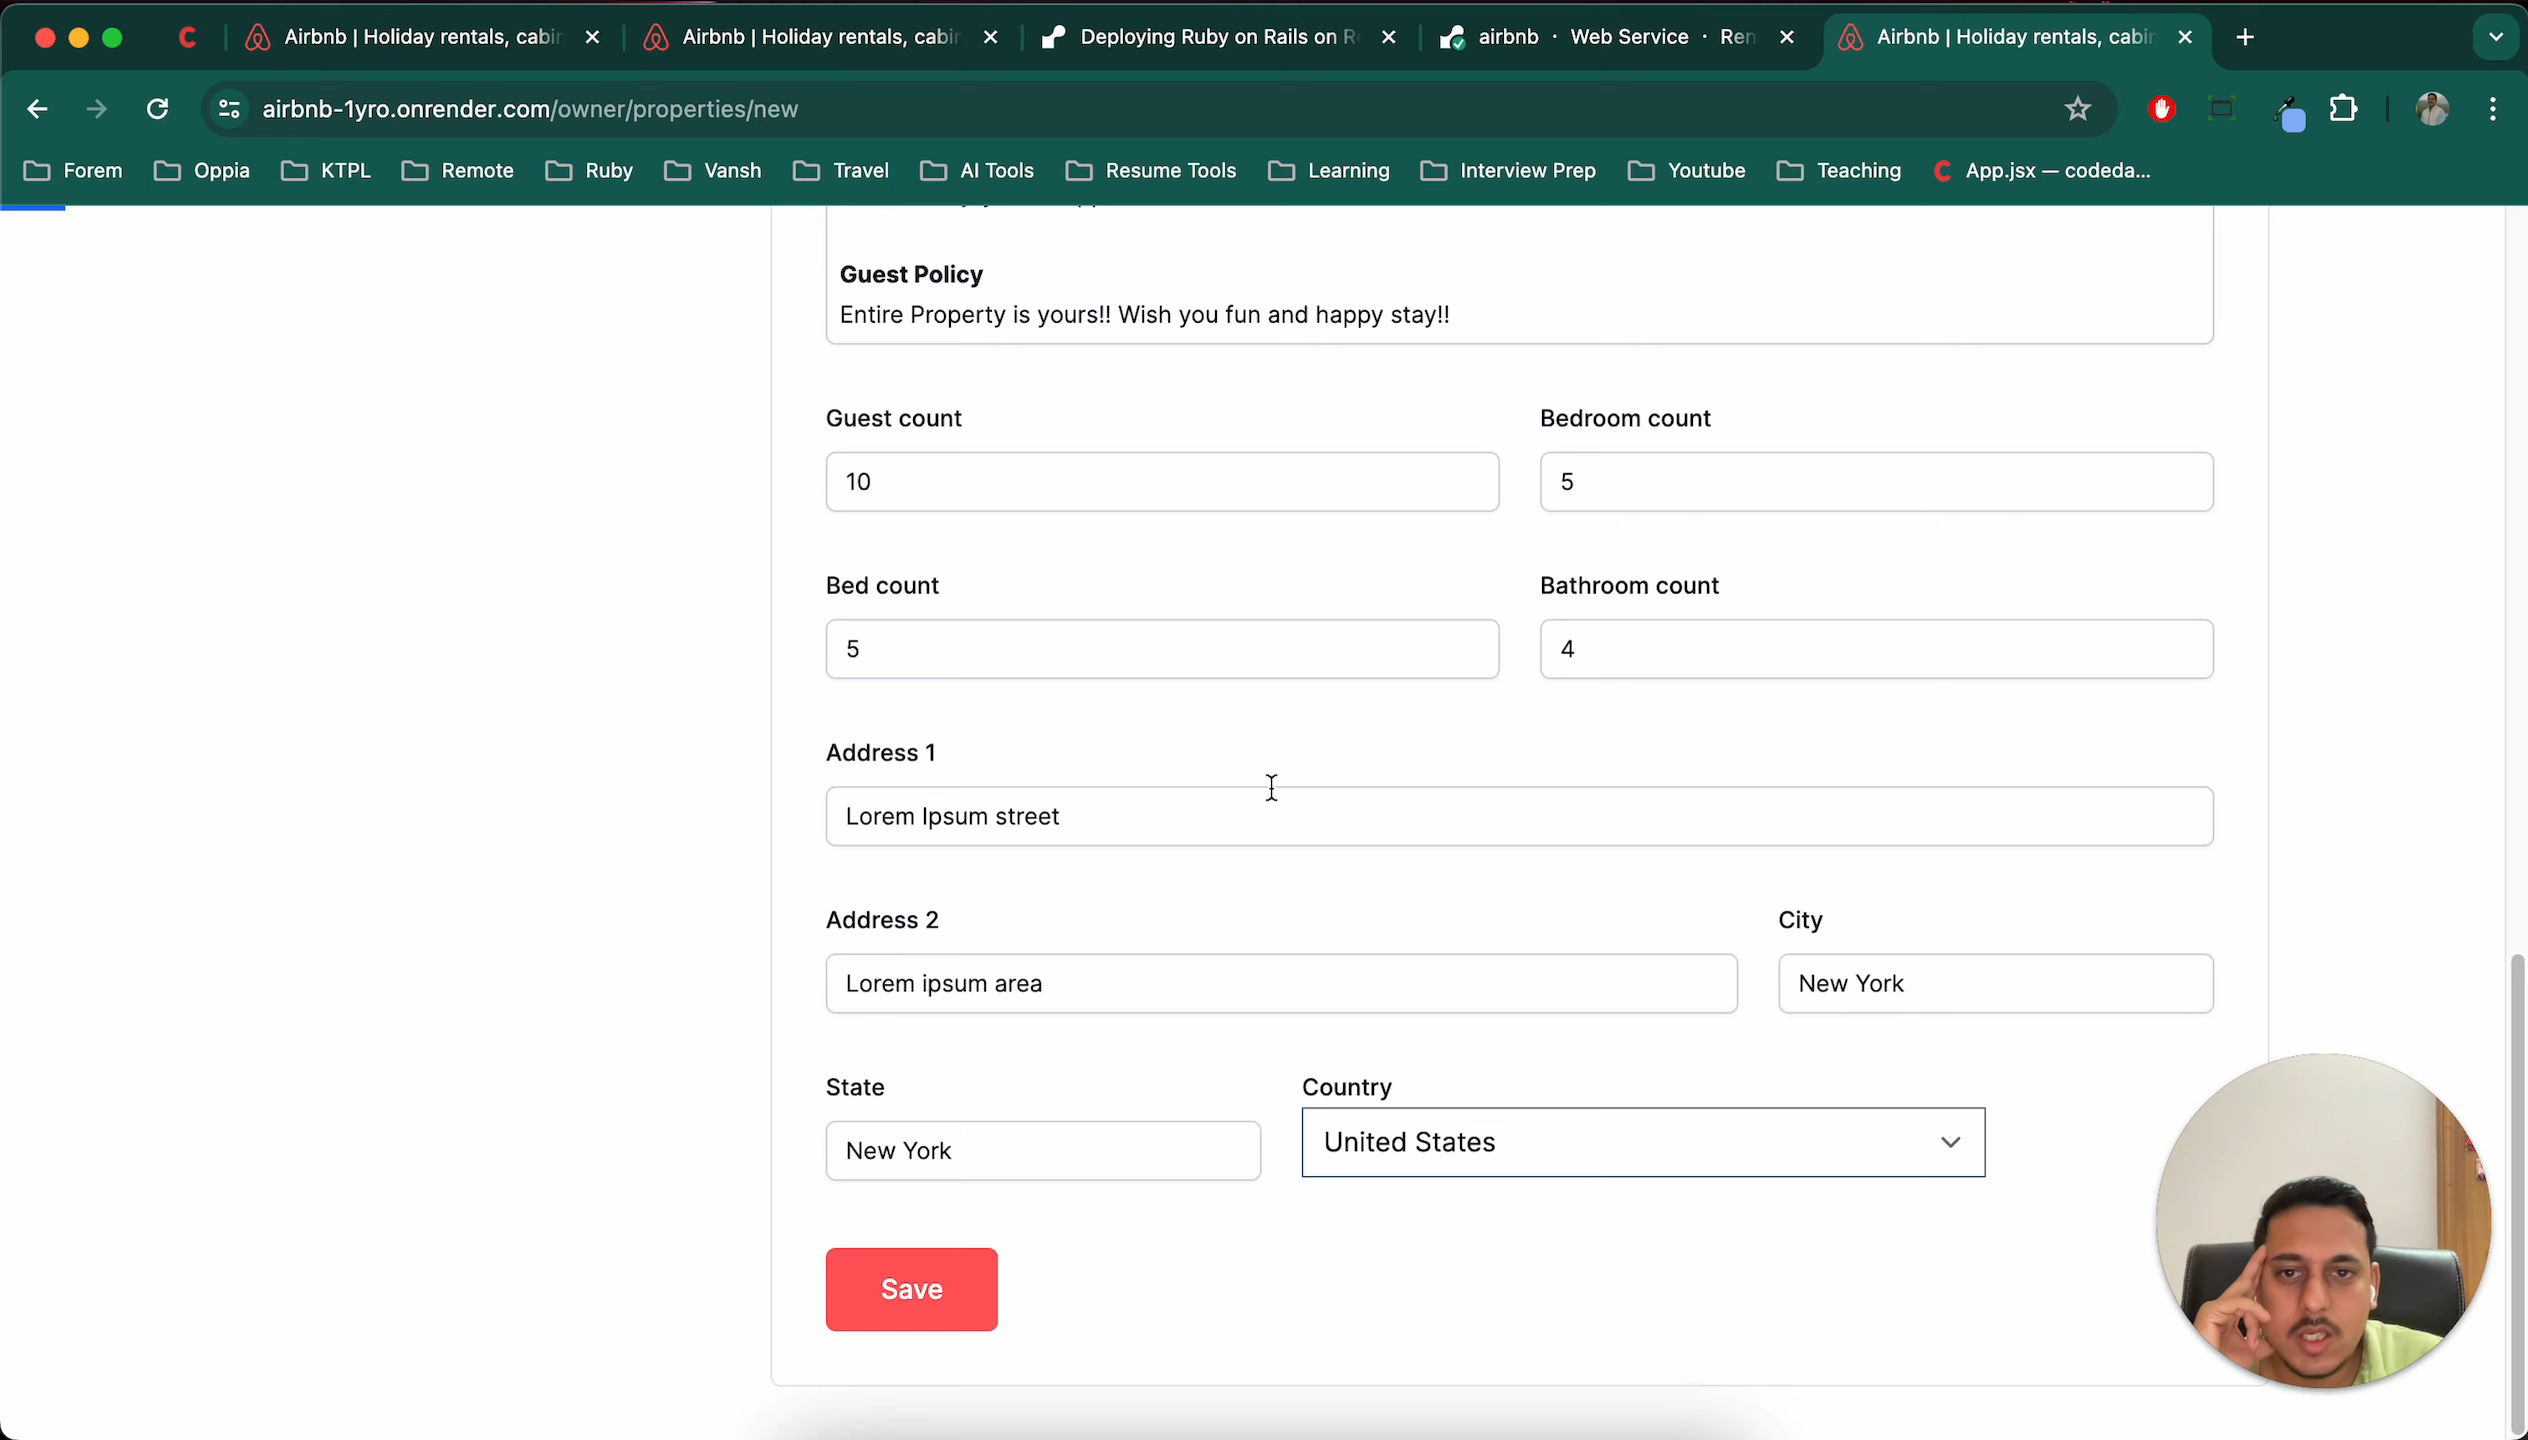 Airbnb | Holiday rentals, cabin
Airbnb | Holiday rentals, cabin
Deploying Ruby on Rails on Re
airbnb · Web Service · Ren
Airbnb | Holiday rentals, cabin
airbnb-1yro.onrender.com/owner/properties/new
Forem
Oppia
KTPL
Remote
Ruby
Vansh
Travel
AI Tools
Resume Tools
Learning
Interview Prep
Youtube
Teaching
App.jsx — codeda...
Guest Policy
Entire Property is yours!! Wish you fun and happy stay!!
Guest count
Bedroom count
10
5
Bed count
Bathroom count
5
4
Address 1
Lorem Ipsum street
Address 2
City
Lorem ipsum area
New York
State
Country
New York
United States
Save